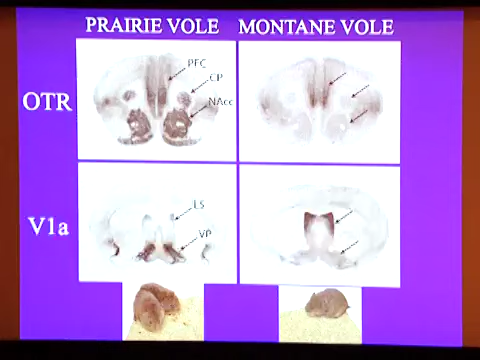 PRAIRIE VOLE
MONTANE VOLE
OTR
PFC
CP
NAcc
V1a
LS
VP